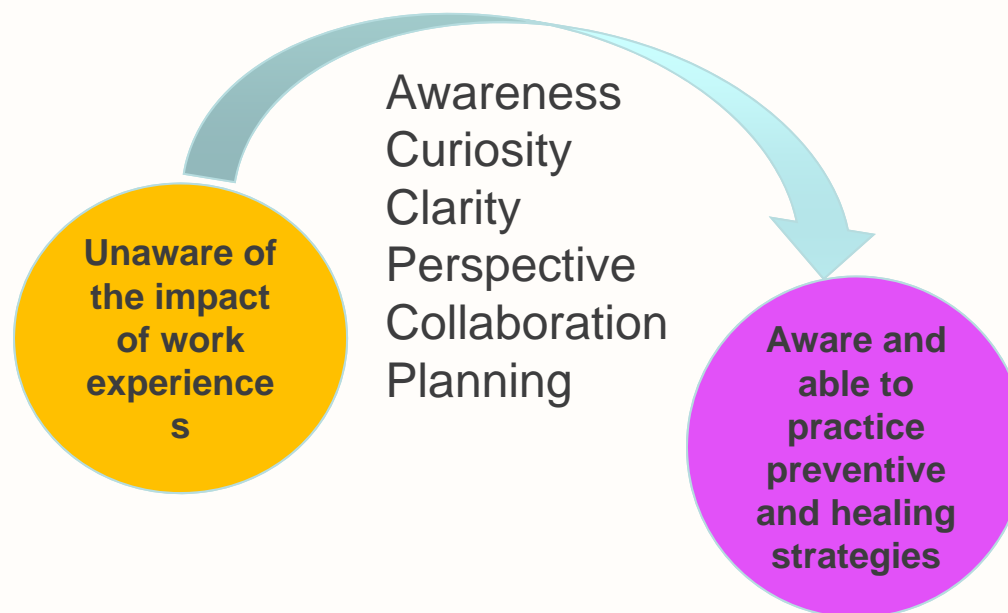 Awareness
Curiosity
Clarity
Perspective
Collaboration
Planning
Unaware of
the impact
of work
experience
s
Aware and
able to
practice
preventive
and healing
strategies